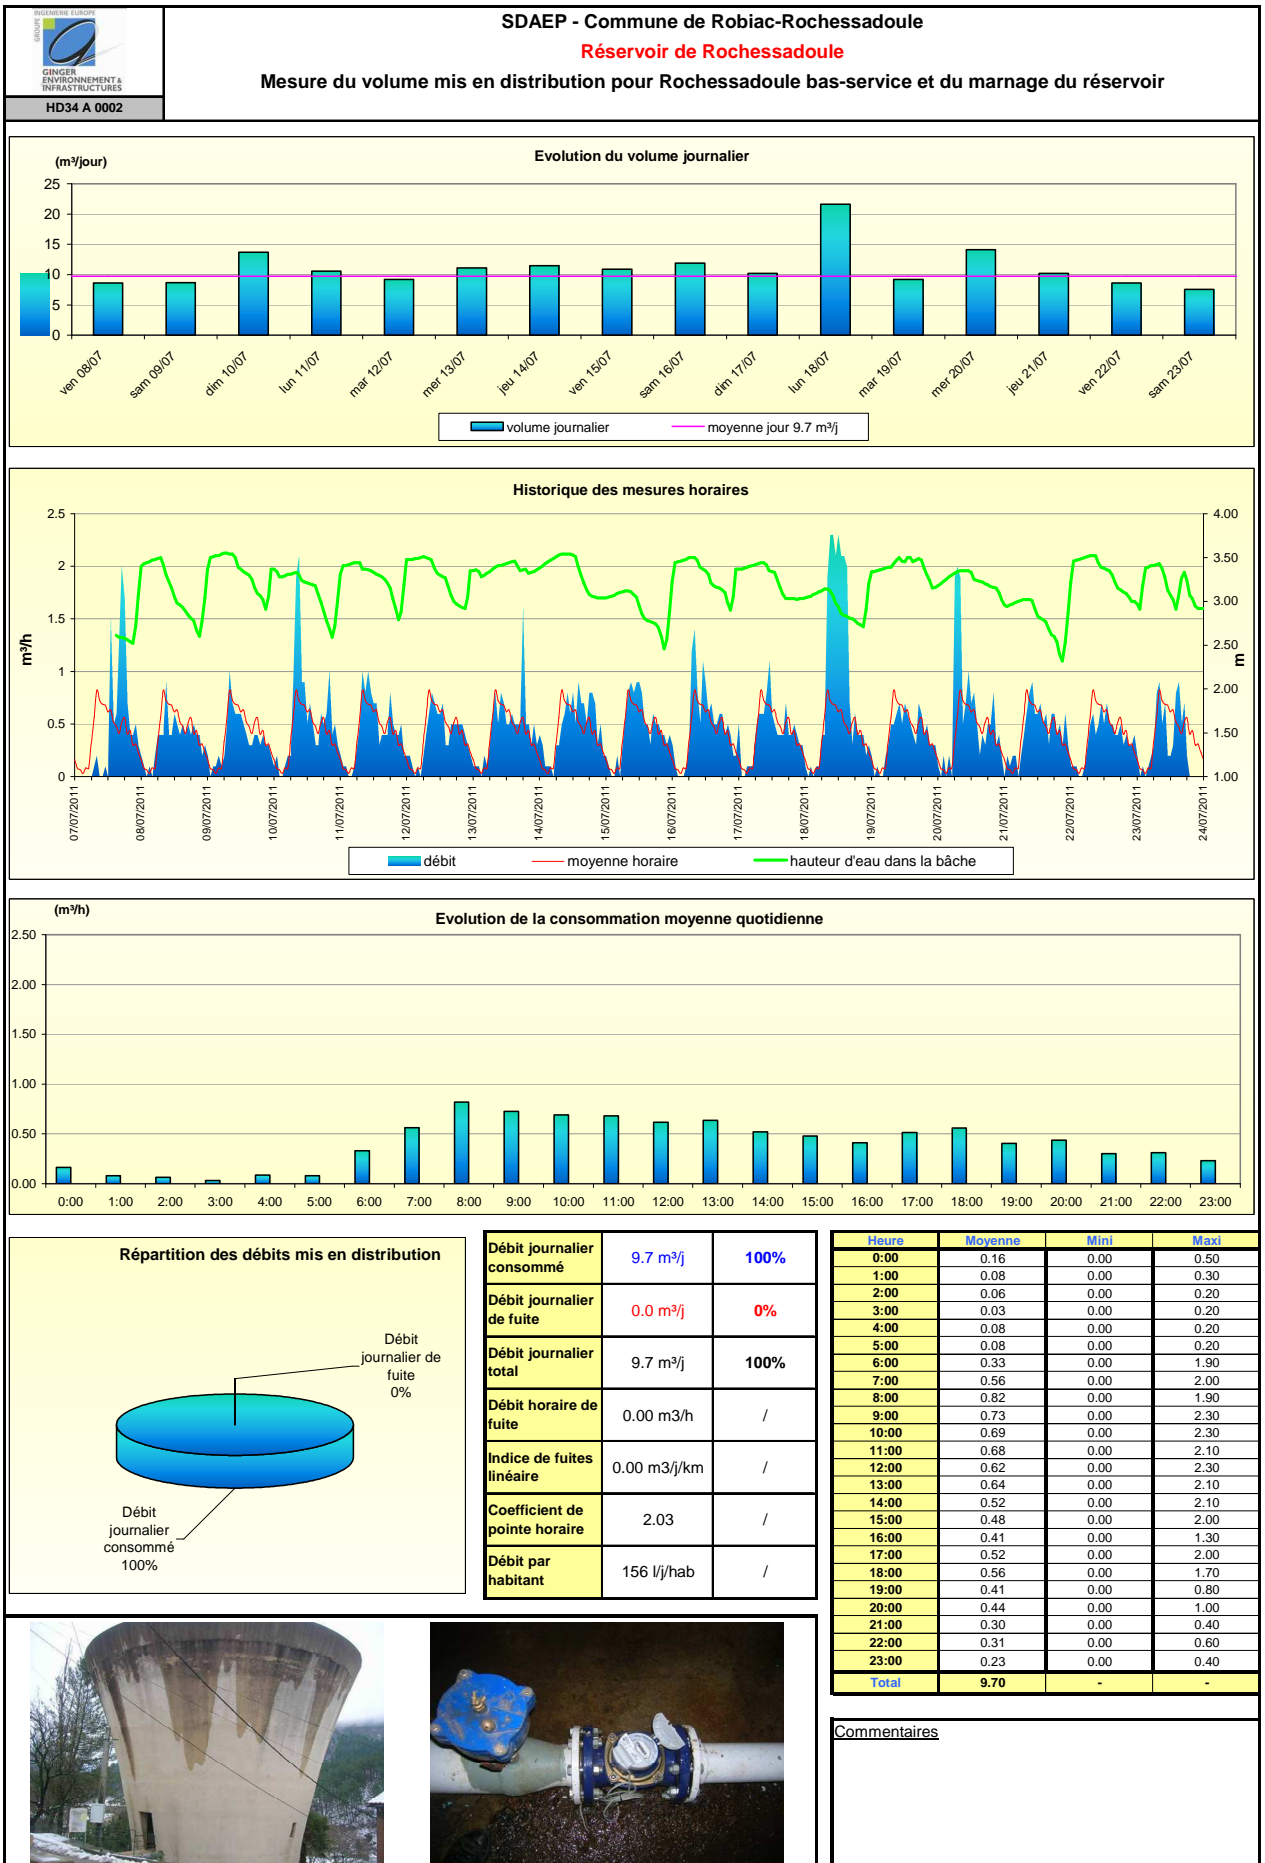 INGENIERIE EUROPE
GROUPE
GINGER
ENVIRONNEMENT &
INFRASTRUCTURES
HD34 A 0002
SDAEP - Commune de Robiac-Rochessadoule
Réservoir de Rochessadoule
Mesure du volume mis en distribution pour Rochessadoule bas-service et du marnage du réservoir
Evolution du volume journalier
(m³/jour)
25
20
15
10
5
0
ven 08/07 sam 09/07 dim 10/07 lun 11/07 mar 12/07 mer 13/07 jeu 14/07 ven 15/07 sam 16/07 dim 17/07 lun 18/07 mar 19/07 mer 20/07 jeu 21/07 ven 22/07 sam 23/07
volume journalier moyenne jour 9.7 m³/j
Historique des mesures horaires
2.5
2
1.5
1
0.5
0
m³/h
4.00
3.50
3.00
2.50
2.00
1.50
1.00
m
07/07/2011 08/07/2011 09/07/2011 10/07/2011 11/07/2011 12/07/2011 13/07/2011 14/07/2011 15/07/2011 16/07/2011 17/07/2011 18/07/2011 19/07/2011 20/07/2011 21/07/2011 22/07/2011 23/07/2011 24/07/2011
débit moyenne horaire hauteur d'eau dans la bâche
(m³/h)
Evolution de la consommation moyenne quotidienne
2.50
2.00
1.50
1.00
0.50
0.00
0:00 1:00 2:00 3:00 4:00 5:00 6:00 7:00 8:00 9:00 10:00 11:00 12:00 13:00 14:00 15:00 16:00 17:00 18:00 19:00 20:00 21:00 22:00 23:00
Répartition des débits mis en distribution
Débit
journalier de
fuite
0%
Débit
journalier
consommé
100%
Débit journalier
consommé 9.7 m³/j 100%
Débit journalier
de fuite 0.0 m³/j 0%
Débit journalier
total 9.7 m³/j 100%
Débit horaire de
fuite 0.00 m3/h /
Indice de fuites
linéaire 0.00 m3/j/km /
Coefficient de
pointe horaire 2.03 /
Débit par
habitant 156 l/j/hab /
Heure Moyenne Mini Maxi
0:00 0.16 0.00 0.50
1:00 0.08 0.00 0.30
2:00 0.06 0.00 0.20
3:00 0.03 0.00 0.20
4:00 0.08 0.00 0.20
5:00 0.08 0.00 0.20
6:00 0.33 0.00 1.90
7:00 0.56 0.00 2.00
8:00 0.82 0.00 1.90
9:00 0.73 0.00 2.30
10:00 0.69 0.00 2.30
11:00 0.68 0.00 2.10
12:00 0.62 0.00 2.30
13:00 0.64 0.00 2.10
14:00 0.52 0.00 2.10
15:00 0.48 0.00 2.00
16:00 0.41 0.00 1.30
17:00 0.52 0.00 2.00
18:00 0.56 0.00 1.70
19:00 0.41 0.00 0.80
20:00 0.44 0.00 1.00
21:00 0.30 0.00 0.40
22:00 0.31 0.00 0.60
23:00 0.23 0.00 0.40
Total 9.70 - -
Commentaires